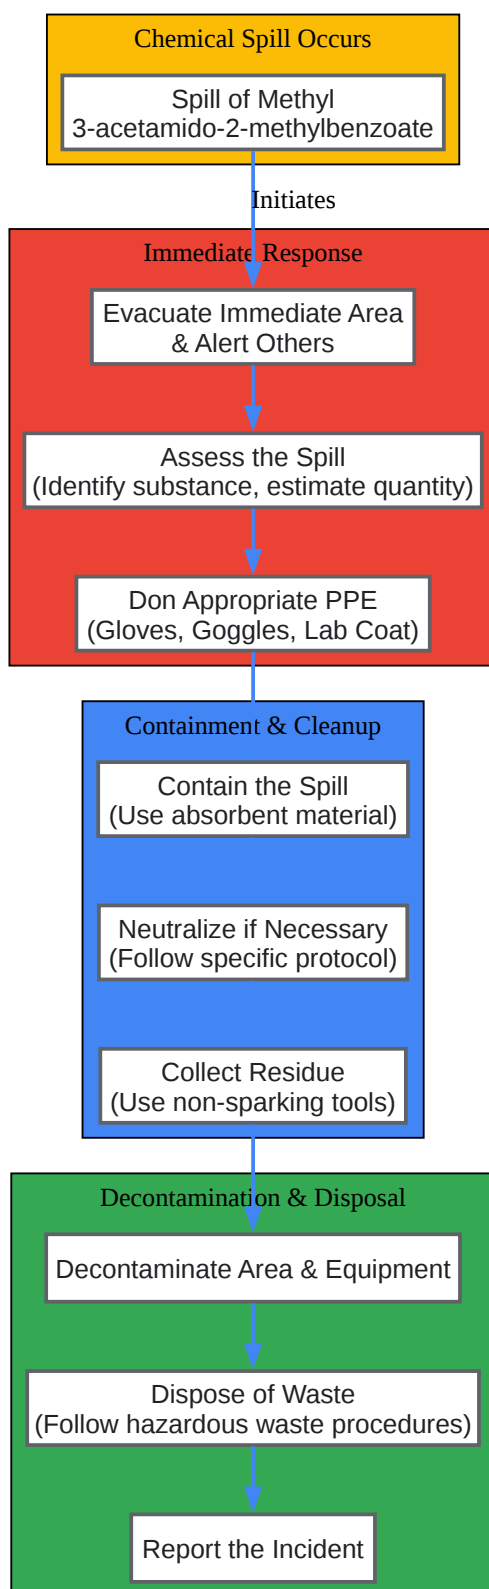 Chemical Spill Occurs
Spill of Methyl
3-acetamido-2-methylbenzoate
Initiates
Immediate Response
Evacuate Immediate Area
& Alert Others
Assess the Spill
(Identify substance, estimate quantity)
Don Appropriate PPE
(Gloves, Goggles, Lab Coat)
Containment & Cleanup
Contain the Spill
(Use absorbent material)
Neutralize if Necessary
(Follow specific protocol)
Collect Residue
(Use non-sparking tools)
Decontamination & Disposal
Decontaminate Area & Equipment
Dispose of Waste
(Follow hazardous waste procedures)
Report the Incident